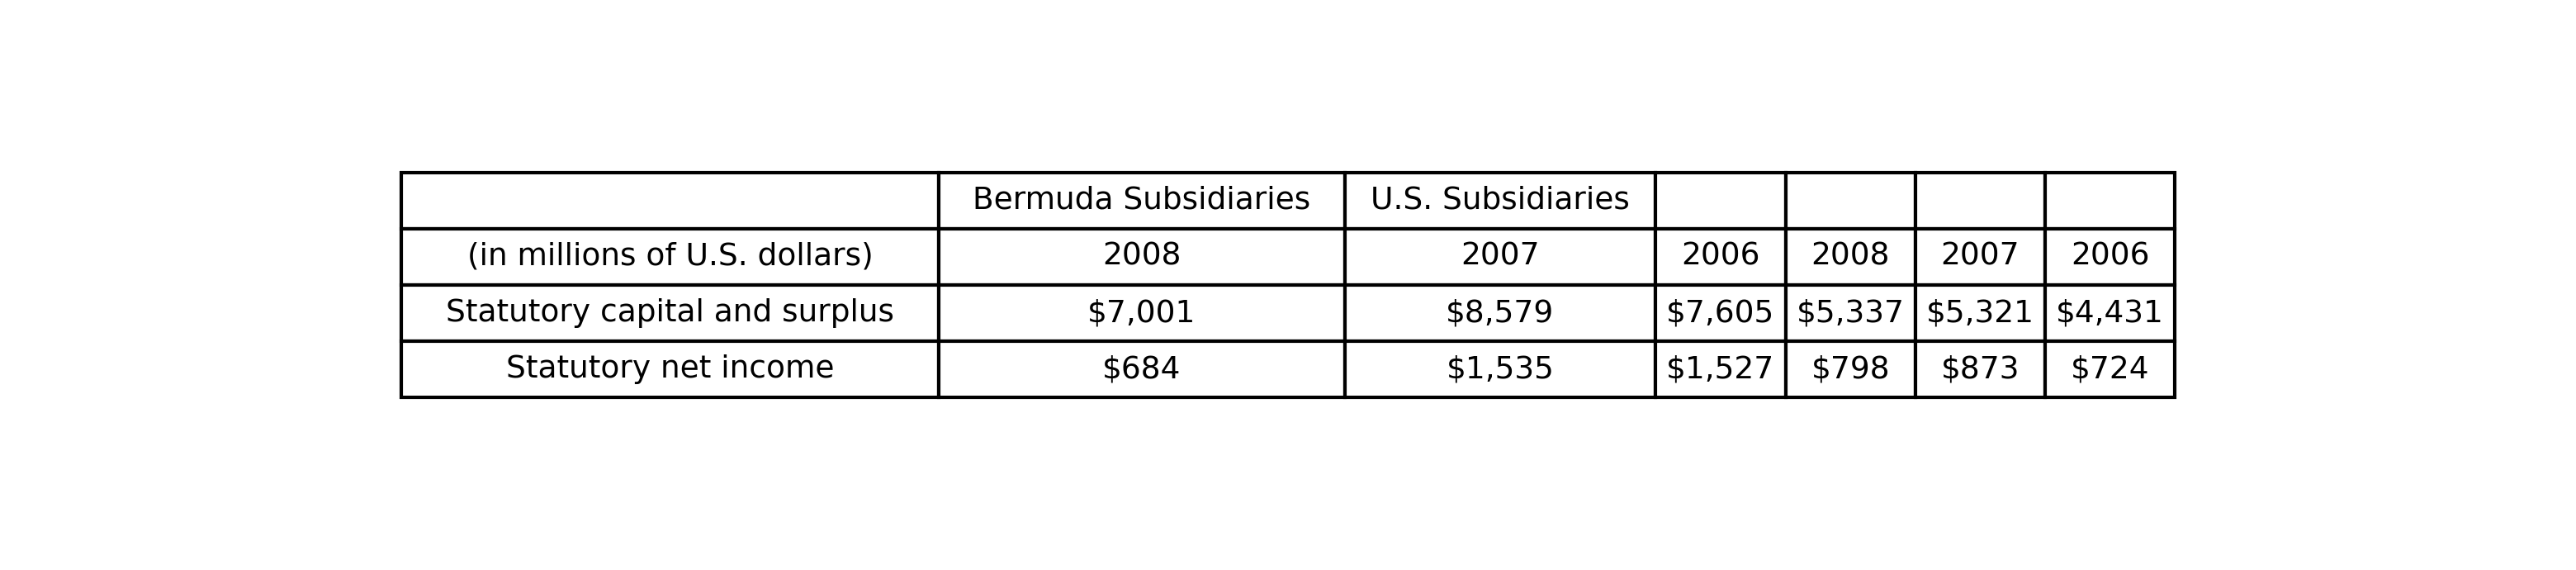 Bermuda Subsidiaries U.S. Subsidiaries
(in millions of U.S. dollars) 2008 2007 2006 2008 2007 2006
Statutory capital and surplus $7,001 $8,579 $7,605 $5,337 $5,321 $4,431
Statutory net income $684 $1,535 $1,527 $798 $873 $724